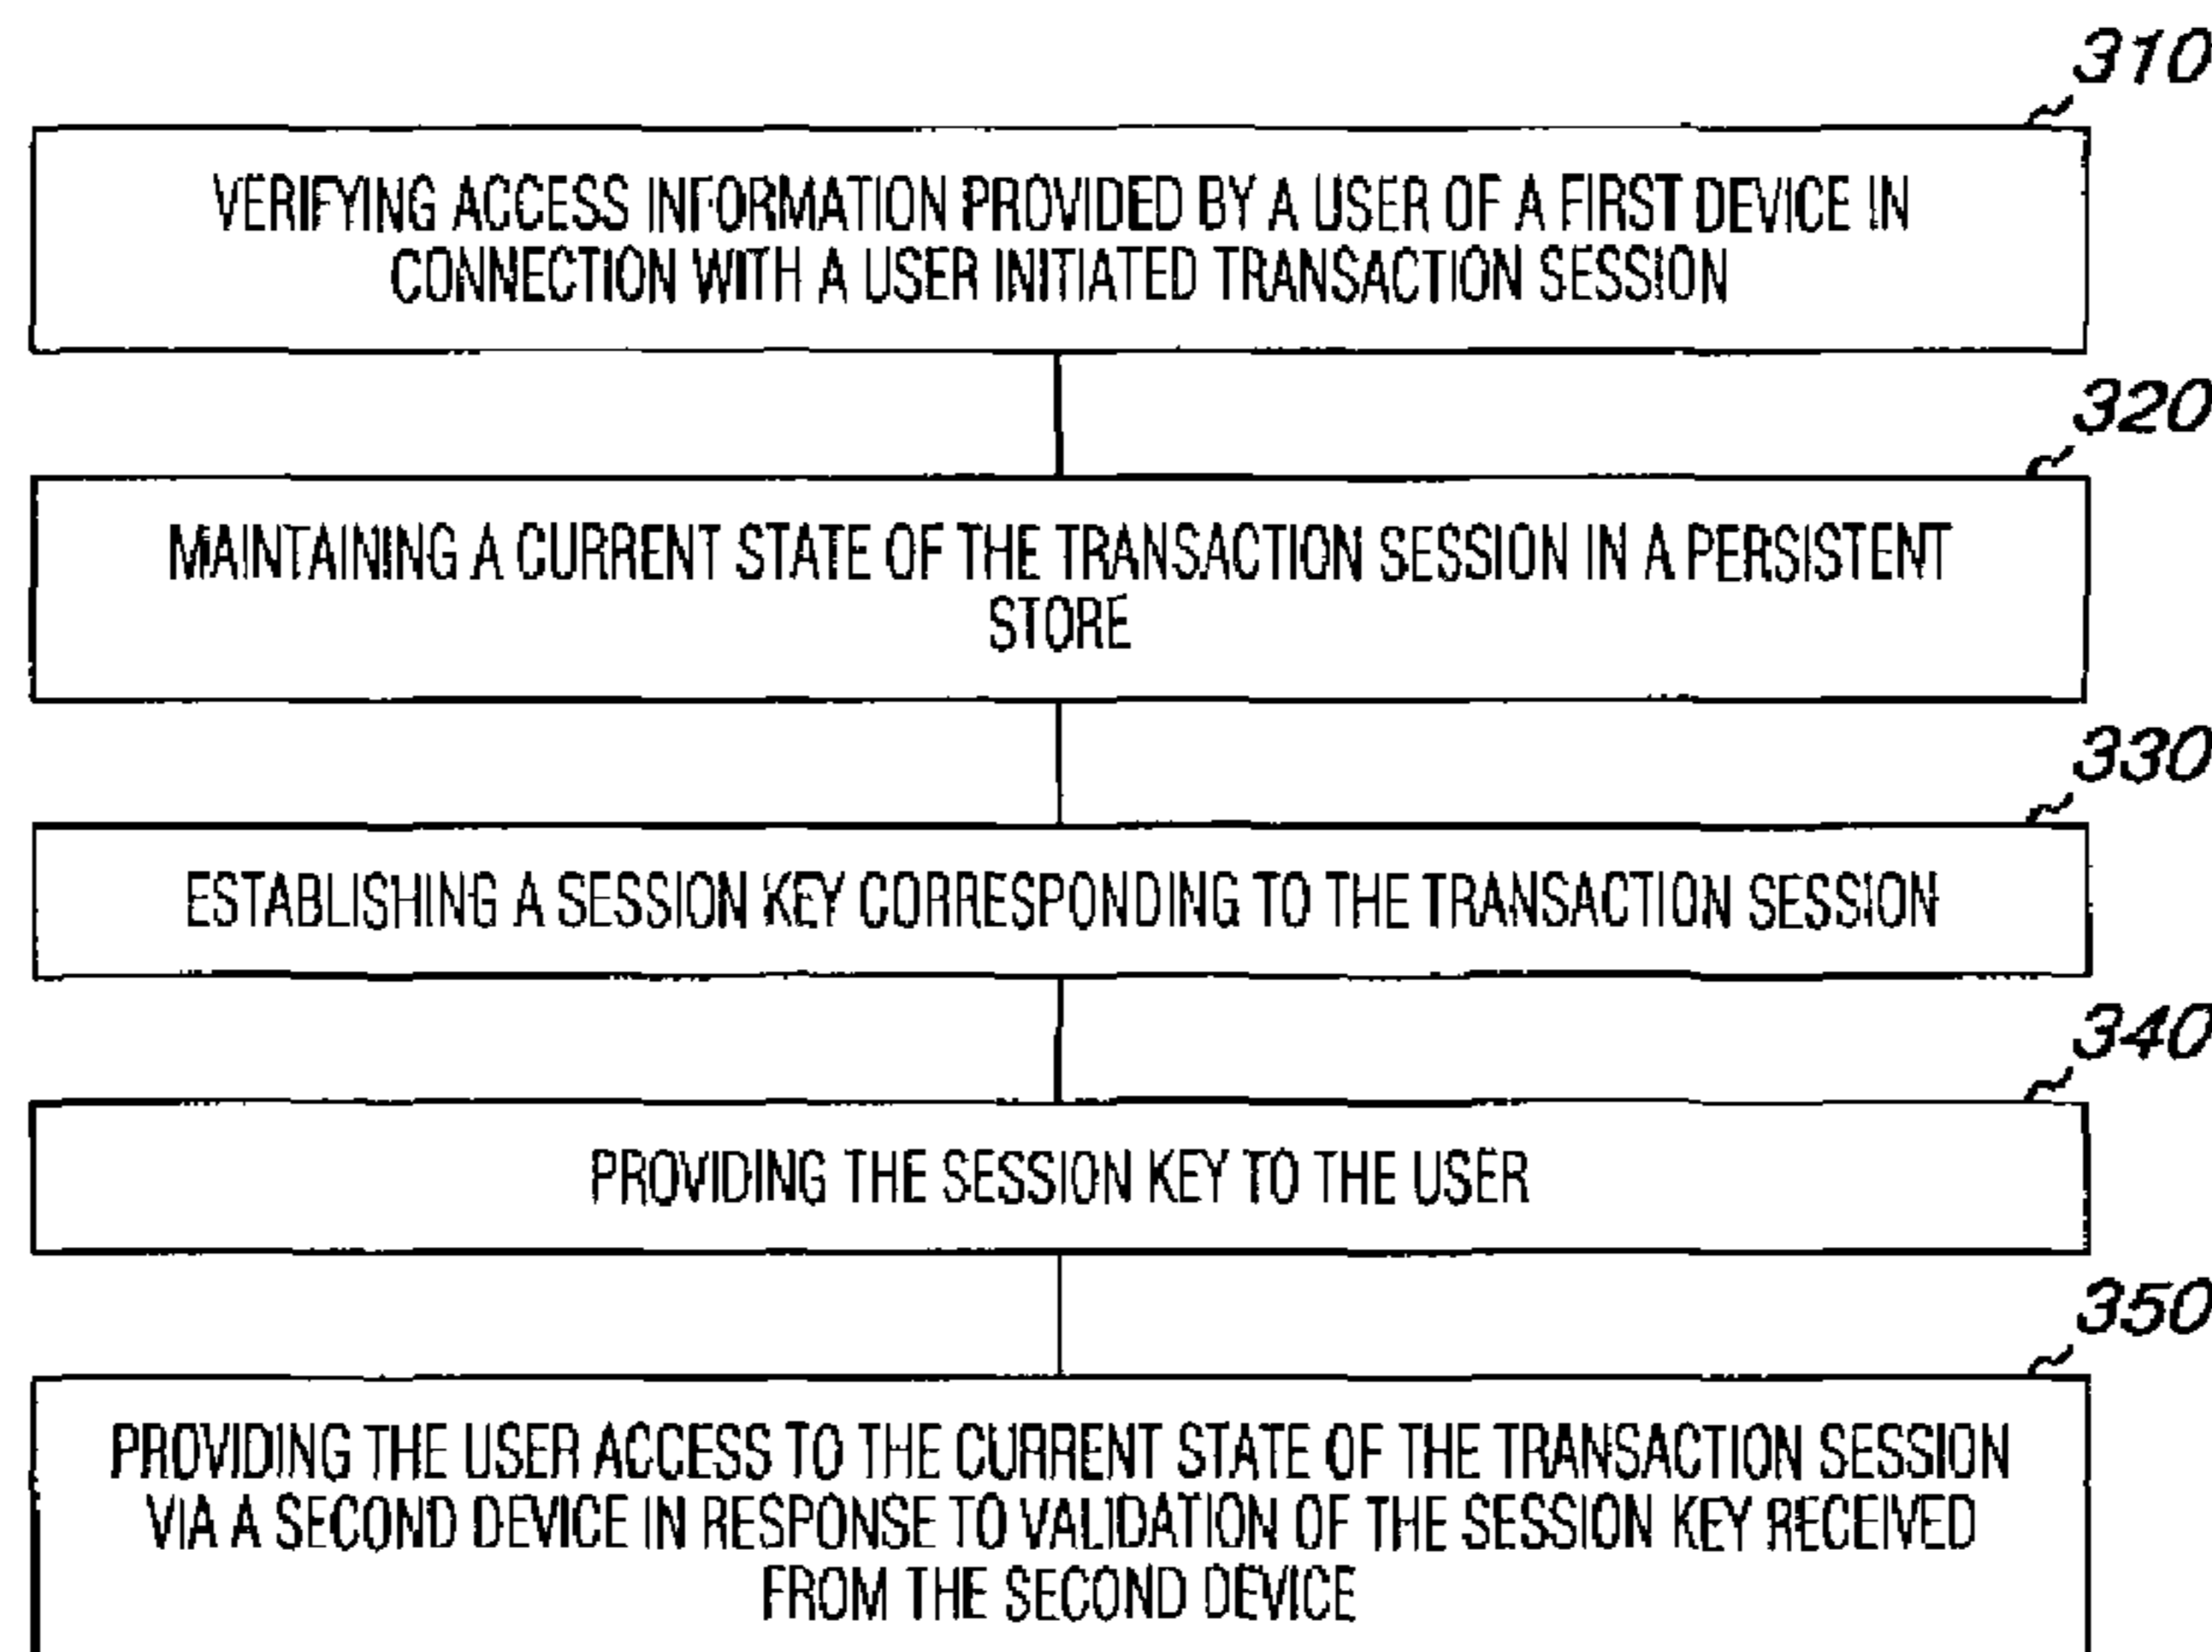 310
VERIFYING ACCESS INFORMATION PROVIDED BY A USER OF A FIRST DEVICE IN
CONNECTION WITH A USER INITIATED TRANSACTION SESSION
320
MAINTAINING A CURRENT STATE OF THE TRANSACTION SESSION IN A PERSISTENT
STORE
330
ESTABLISHING A SESSION KEY CORRESPONDING TO THE TRANSACTION SESSION
340
PROVIDING THE SESSION KEY TO THE USER
350
PROVIDING THE USER ACCESS TO THE CURRENT STATE OF THE TRANSACTION SESSION
VIA A SECOND DEVICE IN RESPONSE TO VALIDATION OF THE SESSION KEY RECEIVED
FROM THE SECOND DEVICE